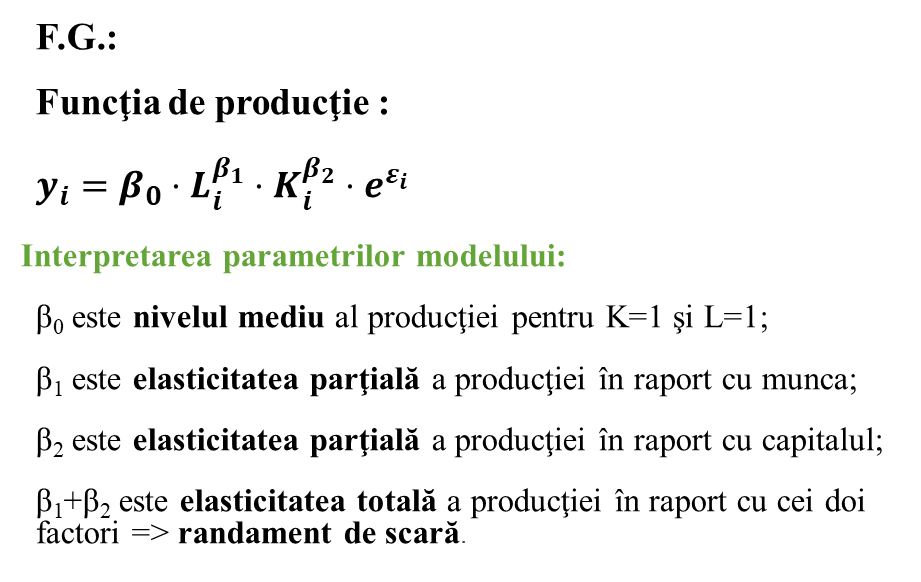 F.G.:
Funcţia de producţie :
yᵢ = β₀ · Lᵢ^β₁ · Kᵢ^β₂ · e^εᵢ
Interpretarea parametrilor modelului:
β₀ este nivelul mediu al producţiei pentru K=1 şi L=1;
β₁ este elasticitatea parţială a producţiei în raport cu munca;
β₂ este elasticitatea parţială a producţiei în raport cu capitalul;
β₁+β₂ este elasticitatea totală a producţiei în raport cu cei doi
factori => randament de scară.